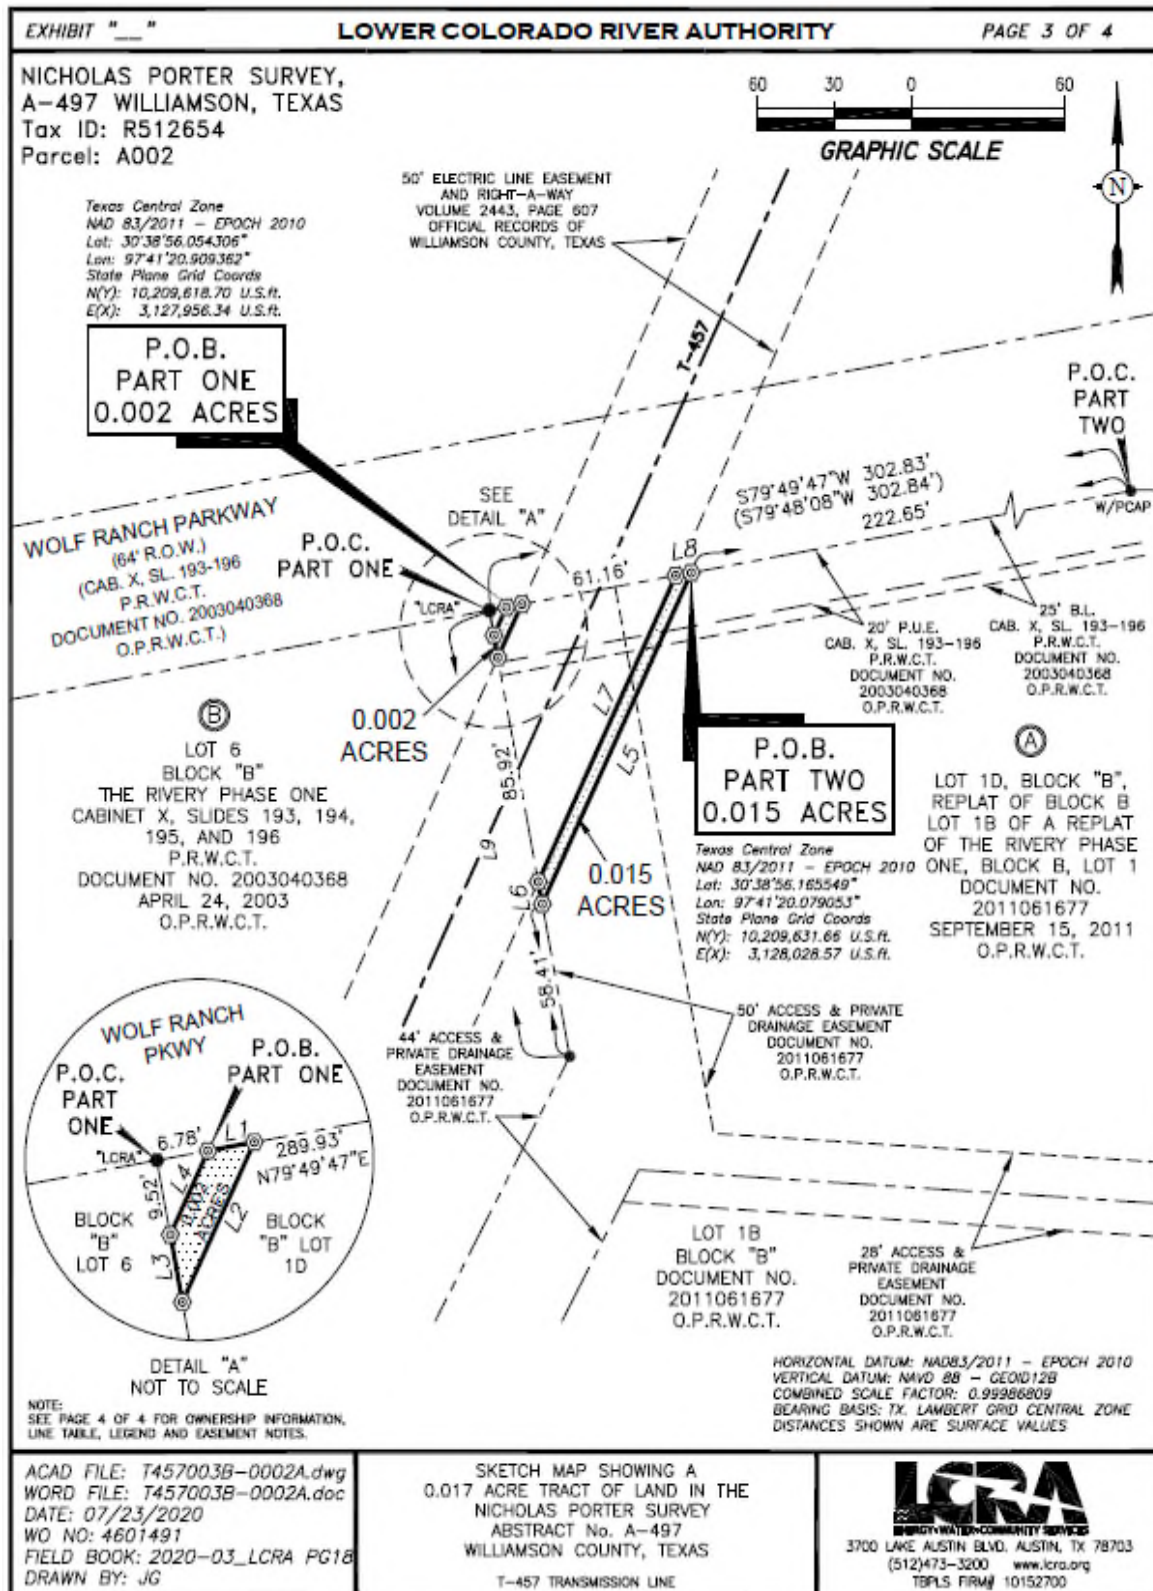 EXHIBIT "__"
LOWER COLORADO RIVER AUTHORITY
PAGE 3 OF 4
NICHOLAS PORTER SURVEY,
A-497 WILLIAMSON, TEXAS
Tax ID: R512654
Parcel: A002
60 30 0 60
GRAPHIC SCALE
N
50' ELECTRIC LINE EASEMENT
AND RIGHT-A-WAY
VOLUME 2443, PAGE 607
OFFICIAL RECORDS OF
WILLIAMSON COUNTY, TEXAS
Texas Central Zone
NAD 83/2011 - EPOCH 2010
Lat: 30°38'56.054306"
Lon: 97°41'20.909362"
State Plane Grid Coords
N(Y): 10,209,618.70 U.S.ft.
E(X): 3,127,956.34 U.S.ft.
P.O.B.
PART ONE
0.002 ACRES
T-457
P.O.C.
PART
TWO
W/PCAP
S79°49'47"W 302.83'
(S79°48'08"W 302.84')
222.65'
SEE
DETAIL "A"
WOLF RANCH PARKWAY
(64' R.O.W.)
(CAB. X, SL. 193-196
P.R.W.C.T.
DOCUMENT NO. 2003040368
O.P.R.W.C.T.)
P.O.C.
PART ONE
"LCRA"
61.16'
L8
20' P.U.E.
CAB. X, SL. 193-196
P.R.W.C.T.
DOCUMENT NO.
2003040368
O.P.R.W.C.T.
25' B.L.
CAB. X, SL. 193-196
P.R.W.C.T.
DOCUMENT NO.
2003040368
O.P.R.W.C.T.
0.002
ACRES
L7
L5
85.92'
L9
B
LOT 6
BLOCK "B"
THE RIVERY PHASE ONE
CABINET X, SLIDES 193, 194,
195, AND 196
P.R.W.C.T.
DOCUMENT NO. 2003040368
APRIL 24, 2003
O.P.R.W.C.T.
P.O.B.
PART TWO
0.015 ACRES
A
LOT 1D, BLOCK "B",
REPLAT OF BLOCK B
LOT 1B OF A REPLAT
OF THE RIVERY PHASE
ONE, BLOCK B, LOT 1
DOCUMENT NO.
2011061677
SEPTEMBER 15, 2011
O.P.R.W.C.T.
Texas Central Zone
NAD 83/2011 - EPOCH 2010
Lat: 30°38'56.165549"
Lon: 97°41'20.079053"
State Plane Grid Coords
N(Y): 10,209,631.66 U.S.ft.
E(X): 3,128,028.57 U.S.ft.
L6
0.015
ACRES
58.41'
44' ACCESS &
PRIVATE DRAINAGE
EASEMENT
DOCUMENT NO.
2011061677
O.P.R.W.C.T.
50' ACCESS & PRIVATE
DRAINAGE EASEMENT
DOCUMENT NO.
2011061677
O.P.R.W.C.T.
WOLF RANCH
PKWY
P.O.C.
PART
ONE
P.O.B.
PART ONE
"LCRA"
6.78'
L1
289.93'
N79°49'47"E
9.52'
L4
0.002
ACRES
L2
L3
BLOCK
"B"
LOT 6
BLOCK
"B" LOT
1D
DETAIL "A"
NOT TO SCALE
LOT 1B
BLOCK "B"
DOCUMENT NO.
2011061677
O.P.R.W.C.T.
28' ACCESS &
PRIVATE DRAINAGE
EASEMENT
DOCUMENT NO.
2011061677
O.P.R.W.C.T.
NOTE:
SEE PAGE 4 OF 4 FOR OWNERSHIP INFORMATION,
LINE TABLE, LEGEND AND EASEMENT NOTES.
HORIZONTAL DATUM: NAD83/2011 - EPOCH 2010
VERTICAL DATUM: NAVD 88 - GEOID12B
COMBINED SCALE FACTOR: 0.99986809
BEARING BASIS: TX. LAMBERT GRID CENTRAL ZONE
DISTANCES SHOWN ARE SURFACE VALUES
ACAD FILE: T457003B-0002A.dwg
WORD FILE: T457003B-0002A.doc
DATE: 07/23/2020
WO NO: 4601491
FIELD BOOK: 2020-03_LCRA PG18
DRAWN BY: JG
SKETCH MAP SHOWING A
0.017 ACRE TRACT OF LAND IN THE
NICHOLAS PORTER SURVEY
ABSTRACT No. A-497
WILLIAMSON COUNTY, TEXAS
T-457 TRANSMISSION LINE
LCRA
ENERGY•WATER•COMMUNITY SERVICES
3700 LAKE AUSTIN BLVD. AUSTIN, TX 78703
(512)473-3200 www.lcra.org
TBPLS FIRM# 10152700